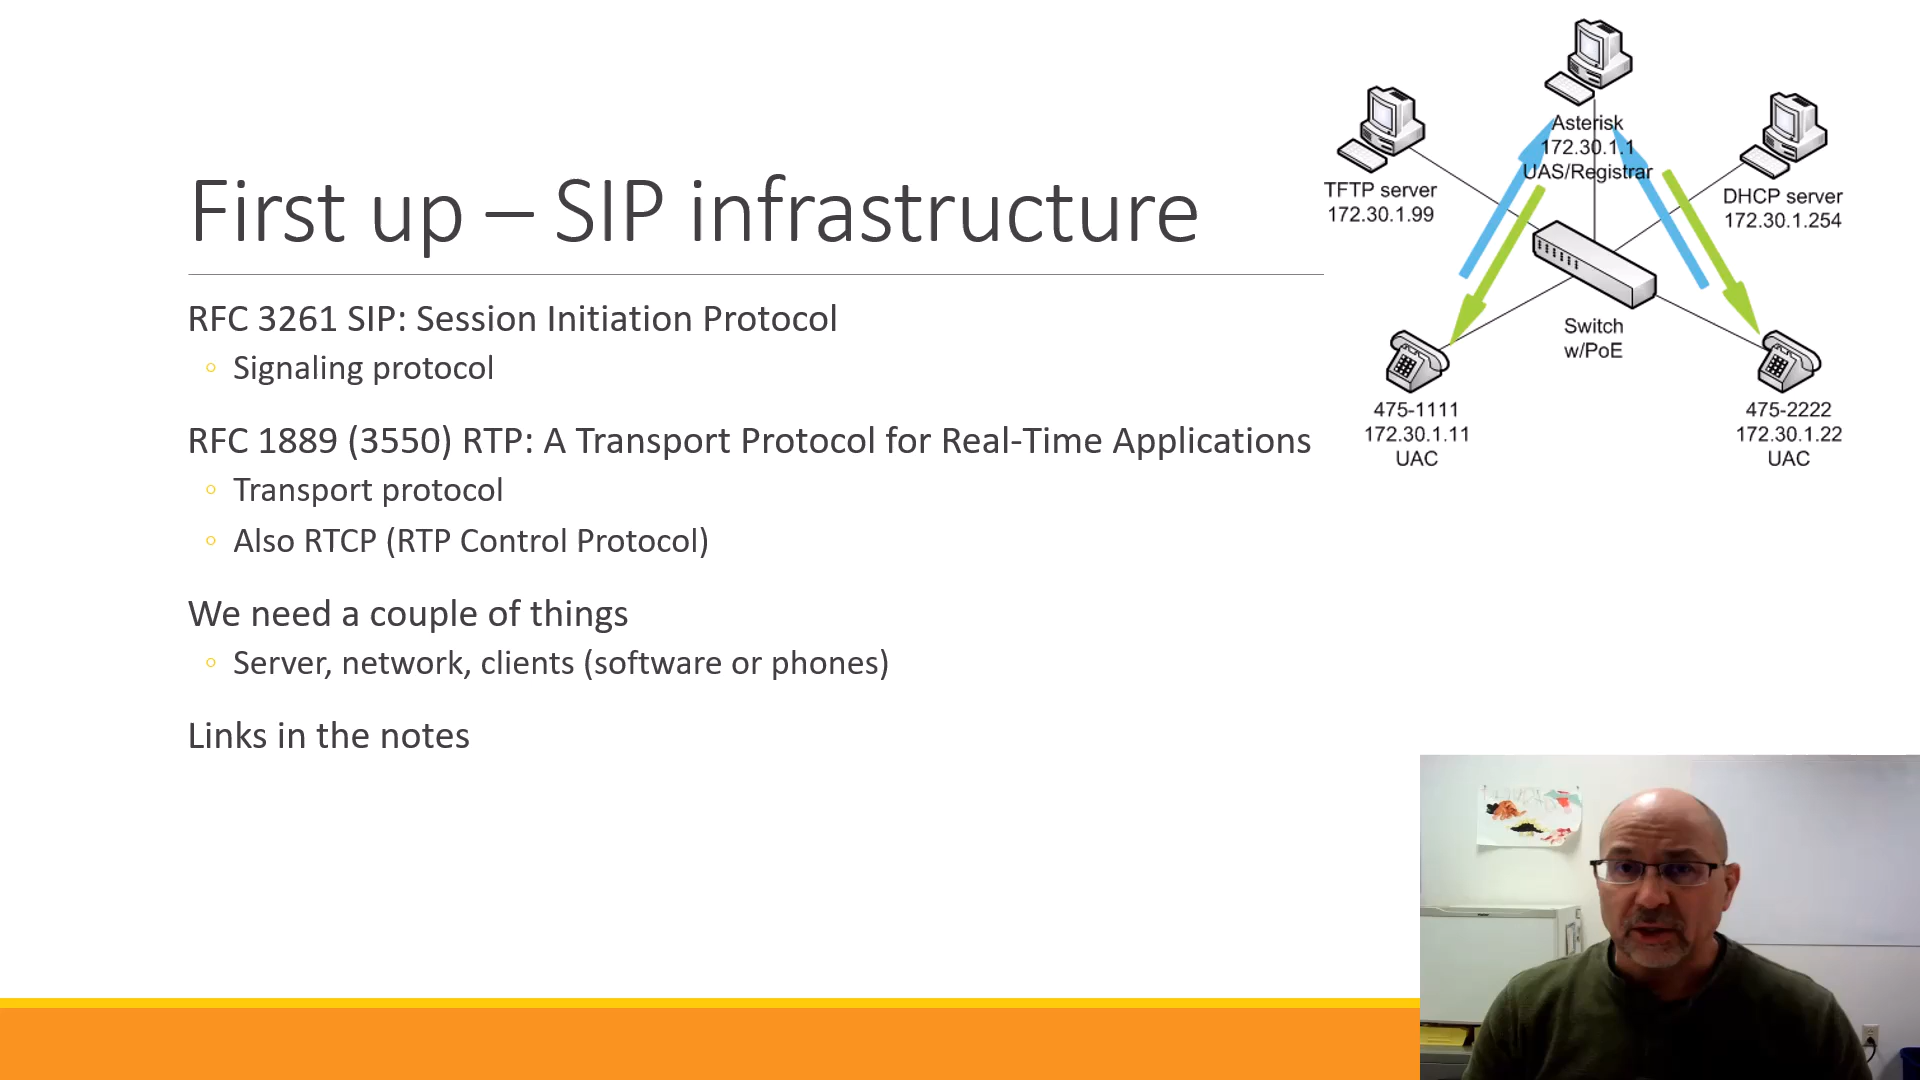 First up – SIP infrastructure
RFC 3261 SIP: Session Initiation Protocol
Signaling protocol
RFC 1889 (3550) RTP: A Transport Protocol for Real-Time Applications
Transport protocol
Also RTCP (RTP Control Protocol)
We need a couple of things
Server, network, clients (software or phones)
Links in the notes
Asterisk
172.30.1.1
UAS/Registrar
TFTP server
172.30.1.99
DHCP server
172.30.1.254
Switch
w/PoE
475-1111
172.30.1.11
UAC
475-2222
172.30.1.22
UAC